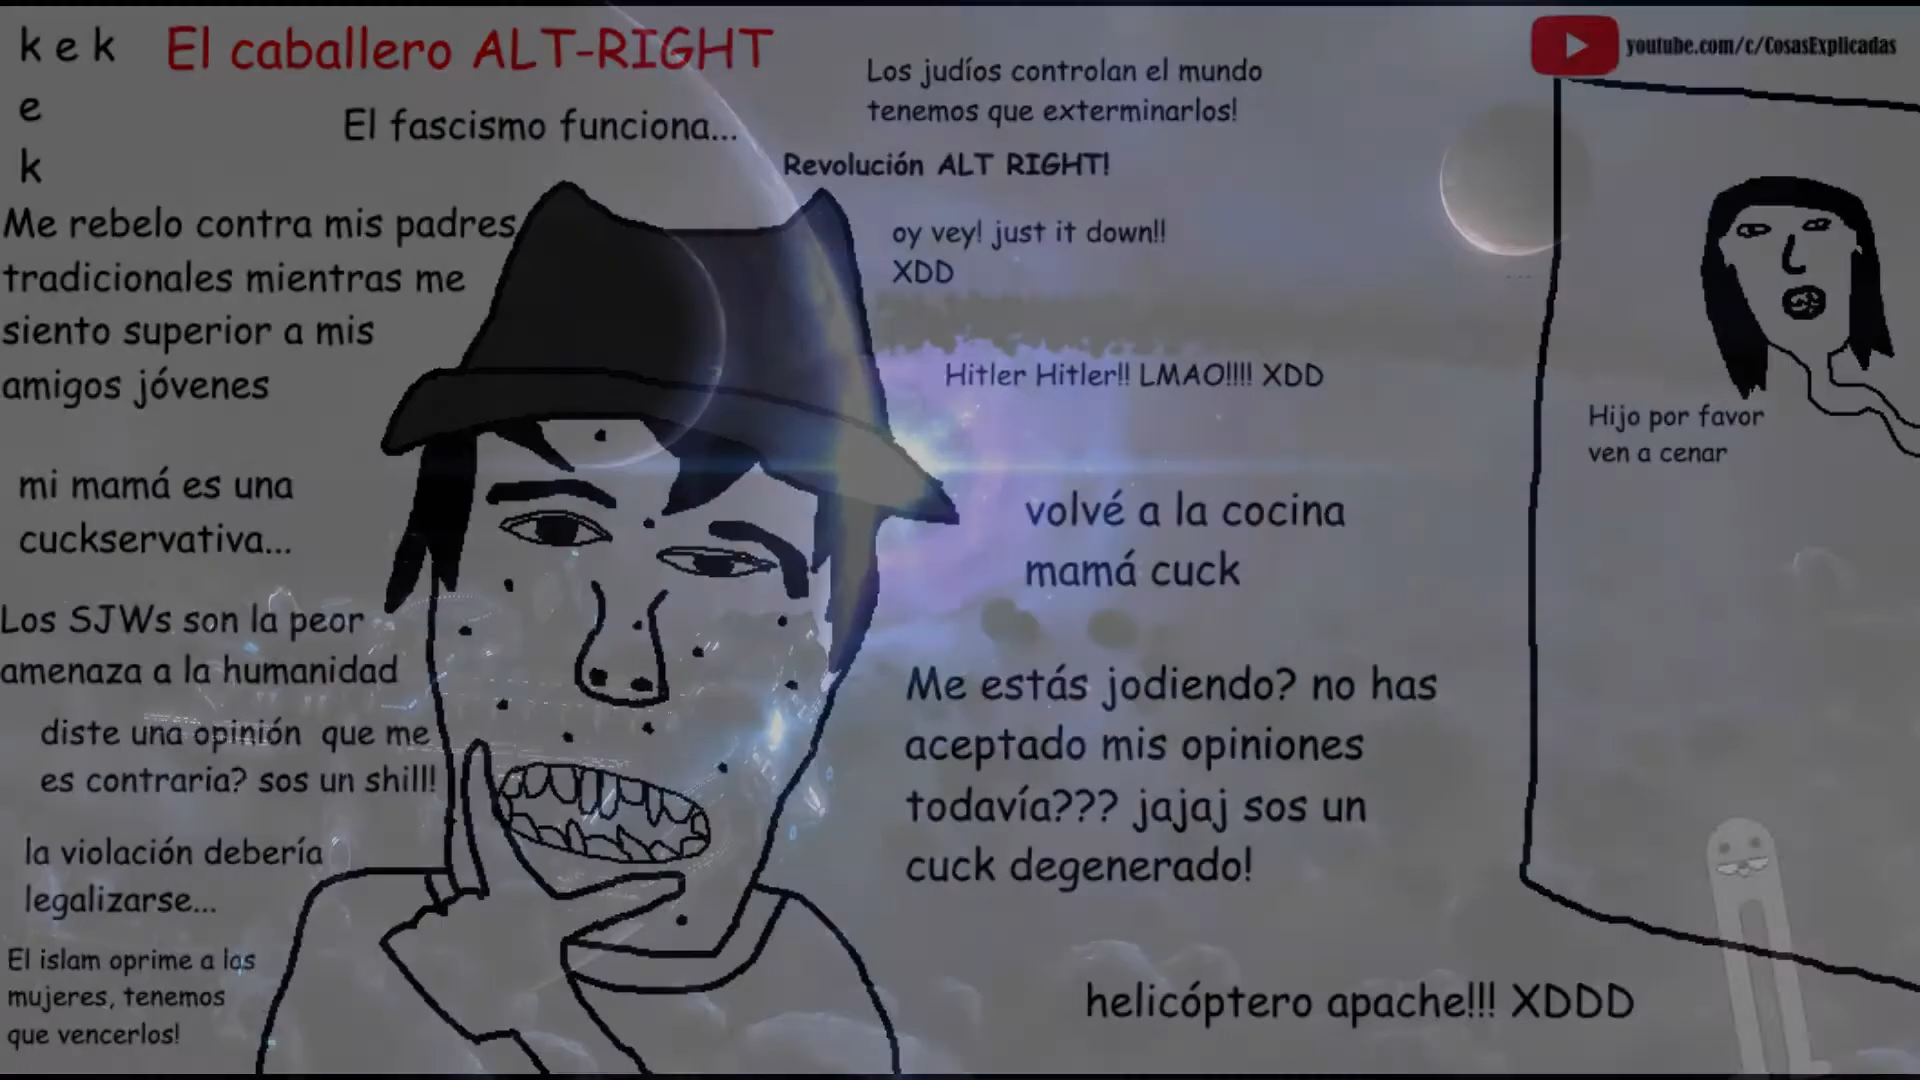 k e k
e
k
El caballero ALT-RIGHT
El fascismo funciona...
Los judíos controlan el mundo
tenemos que exterminarlos!
youtube.com/c/CosasExplicadas
Revolución ALT RIGHT!
Me rebelo contra mis padres
tradicionales mientras me
siento superior a mis
amigos jóvenes
oy vey! just it down!!
XDD
Hitler Hitler!! LMAO!!!! XDD
Hijo por favor
ven a cenar
mi mamá es una
cuckservativa...
volvé a la cocina
mamá cuck
Los SJWs son la peor
amenaza a la humanidad
diste una opinión que me
es contraria? sos un shill!!
Me estás jodiendo? no has
aceptado mis opiniones
todavía??? jajaj sos un
cuck degenerado!
la violación debería
legalizarse...
El islam oprime a las
mujeres, tenemos
que vencerlos!
helicóptero apache!!! XDDD